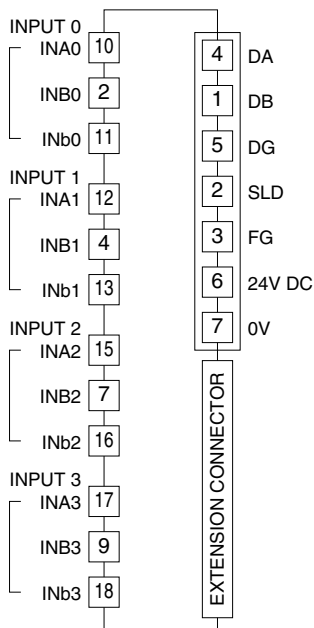 INPUT 0
INA0 10
INB0 2
INb0 11
INPUT 1
INA1 12
INB1 4
INb1 13
INPUT 2
INA2 15
INB2 7
INb2 16
INPUT 3
INA3 17
INB3 9
INb3 18
4 DA
1 DB
5 DG
2 SLD
3 FG
6 24V DC
7 0V
EXTENSION CONNECTOR